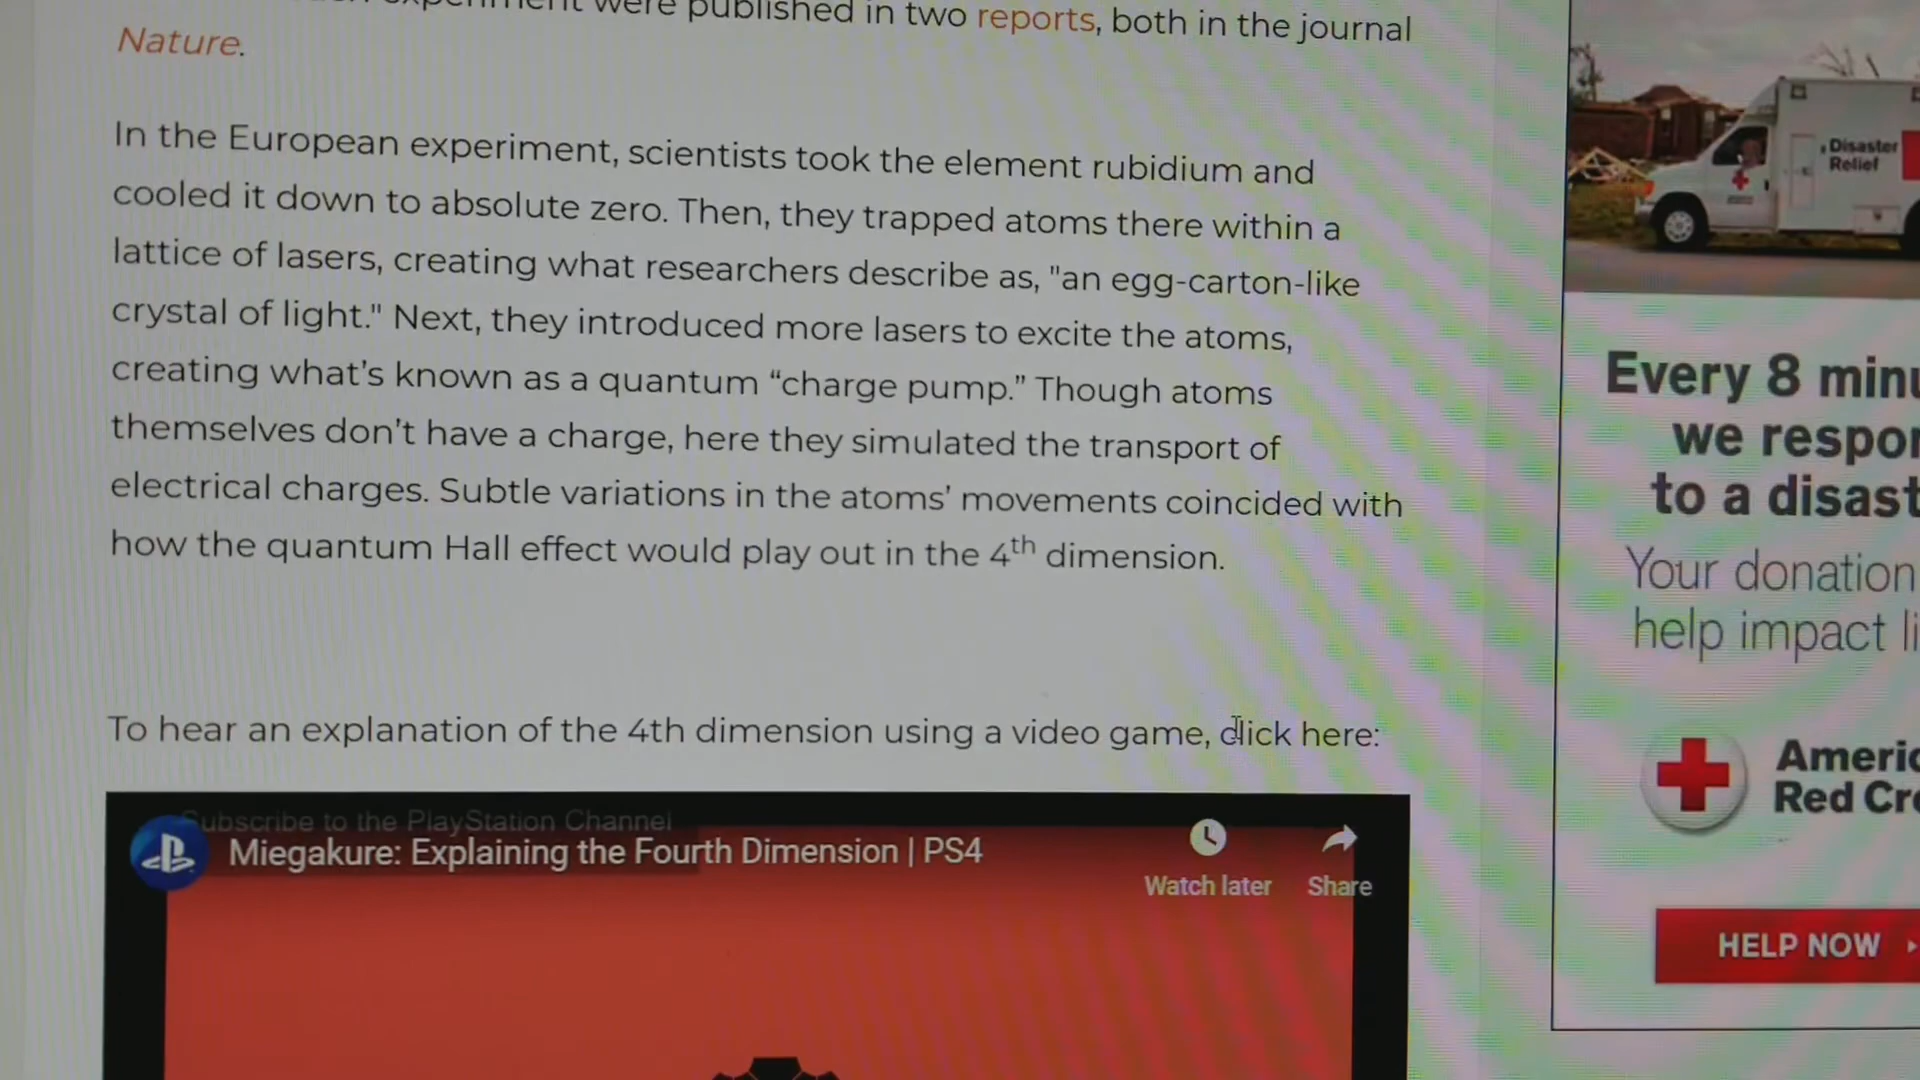 experiment were published in two reports, both in the journal
Nature.
In the European experiment, scientists took the element rubidium and
cooled it down to absolute zero. Then, they trapped atoms there within a
lattice of lasers, creating what researchers describe as, "an egg-carton-like
crystal of light." Next, they introduced more lasers to excite the atoms,
creating what’s known as a quantum “charge pump.” Though atoms
themselves don’t have a charge, here they simulated the transport of
electrical charges. Subtle variations in the atoms’ movements coincided with
how the quantum Hall effect would play out in the 4th dimension.
To hear an explanation of the 4th dimension using a video game, click here:
Subscribe to the PlayStation Channel
Miegakure: Explaining the Fourth Dimension | PS4
Watch later
Share
Disaster
Relief
Every 8 minu
we respon
to a disast
Your donation
help impact li
Americ
Red Cro
HELP NOW